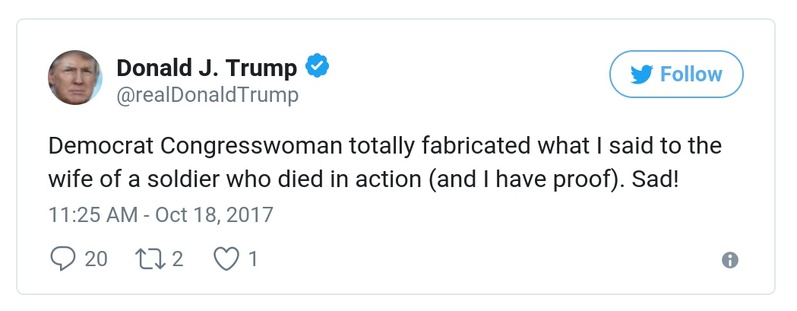 Donald J. Trump
@realDonaldTrump
Follow
Democrat Congresswoman totally fabricated what I said to the
wife of a soldier who died in action (and I have proof). Sad!
11:25 AM - Oct 18, 2017
20 2 1